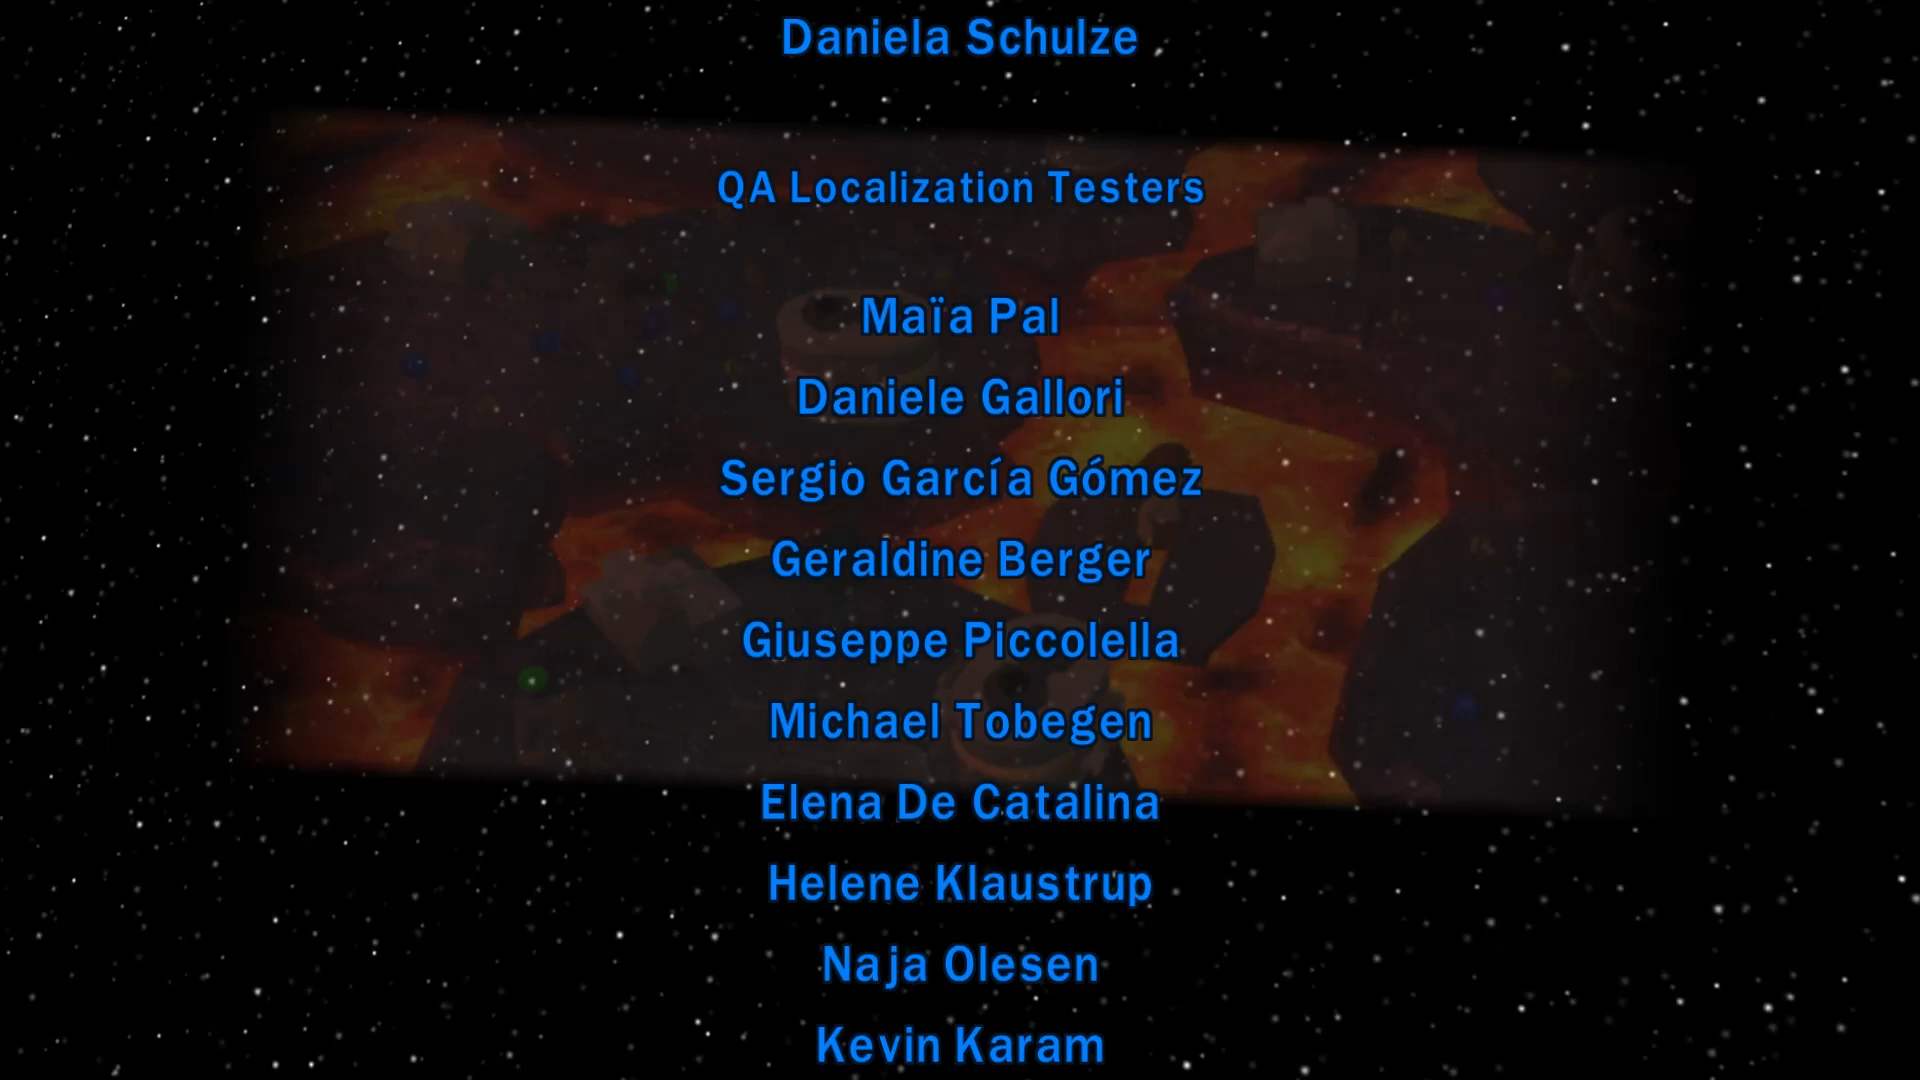 Daniela Schulze
QA Localization Testers
Maïa Pal
Daniele Gallori
Sergio García Gómez
Geraldine Berger
Giuseppe Piccolella
Michael Tobegen
Elena De Catalina
Helene Klaustrup
Naja Olesen
Kevin Karam